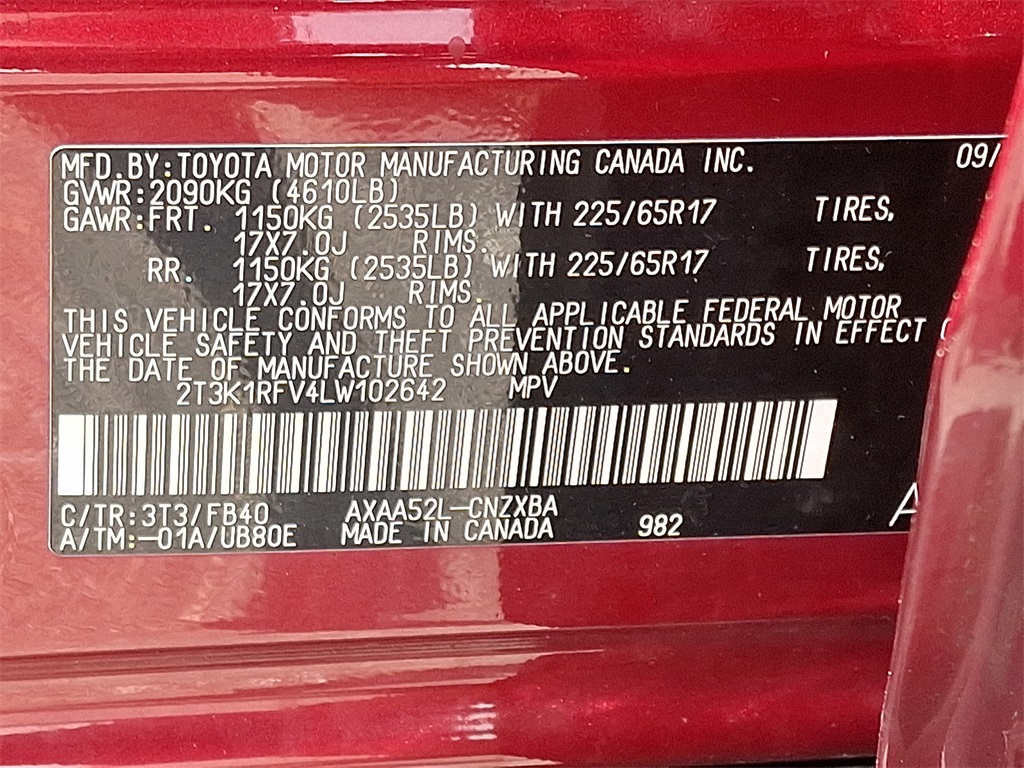 MFD.BY:TOYOTA MOTOR MANUFACTURING CANADA INC. 09/
GVWR:2090KG (4610LB)
GAWR:FRT. 1150KG (2535LB) WITH 225/65R17 TIRES,
17X7.0J RIMS.
RR. 1150KG (2535LB) WITH 225/65R17 TIRES,
17X7.0J RIMS.
THIS VEHICLE CONFORMS TO ALL APPLICABLE FEDERAL MOTOR
VEHICLE SAFETY AND THEFT PREVENTION STANDARDS IN EFFECT
THE DATE OF MANUFACTURE SHOWN ABOVE.
2T3K1RFV4LW102642 MPV
C/TR:3T3/FB40 AXAA52L-CNZXBA
A/TM:-01A/UB80E MADE IN CANADA 982
A